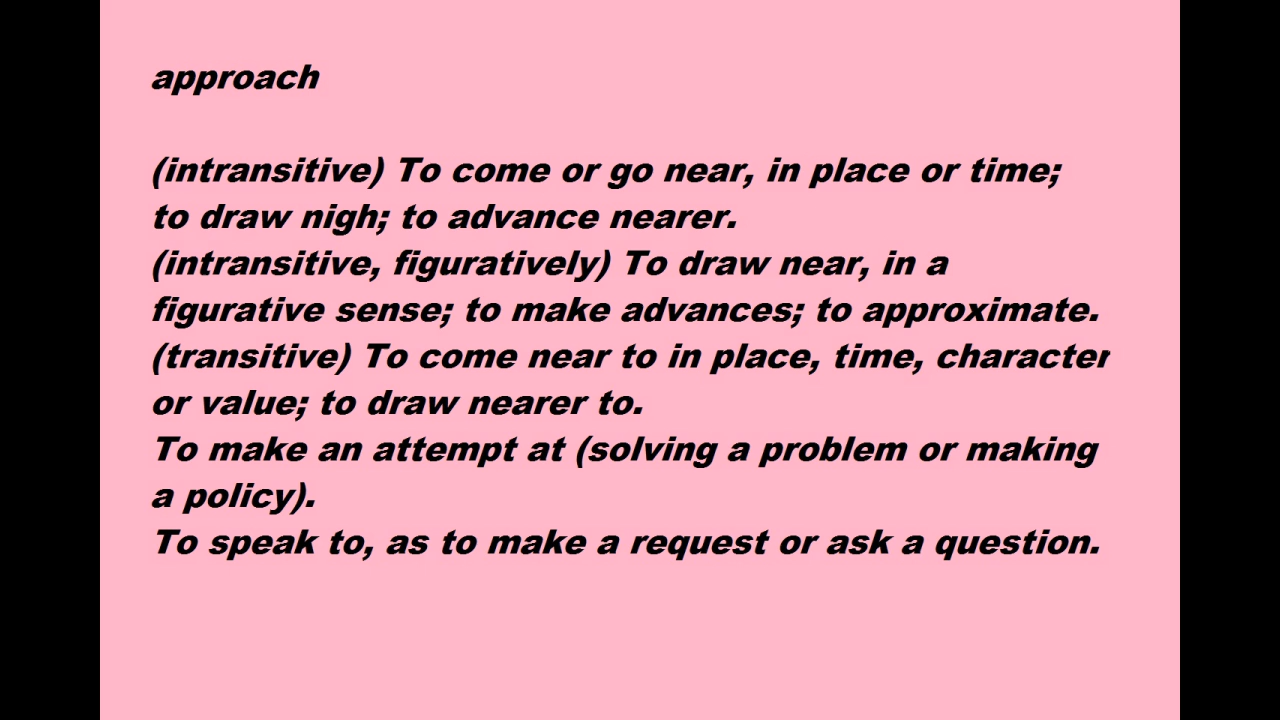 approach
(intransitive) To come or go near, in place or time;
to draw nigh; to advance nearer.
(intransitive, figuratively) To draw near, in a
figurative sense; to make advances; to approximate.
(transitive) To come near to in place, time, character
or value; to draw nearer to.
To make an attempt at (solving a problem or making
a policy).
To speak to, as to make a request or ask a question.